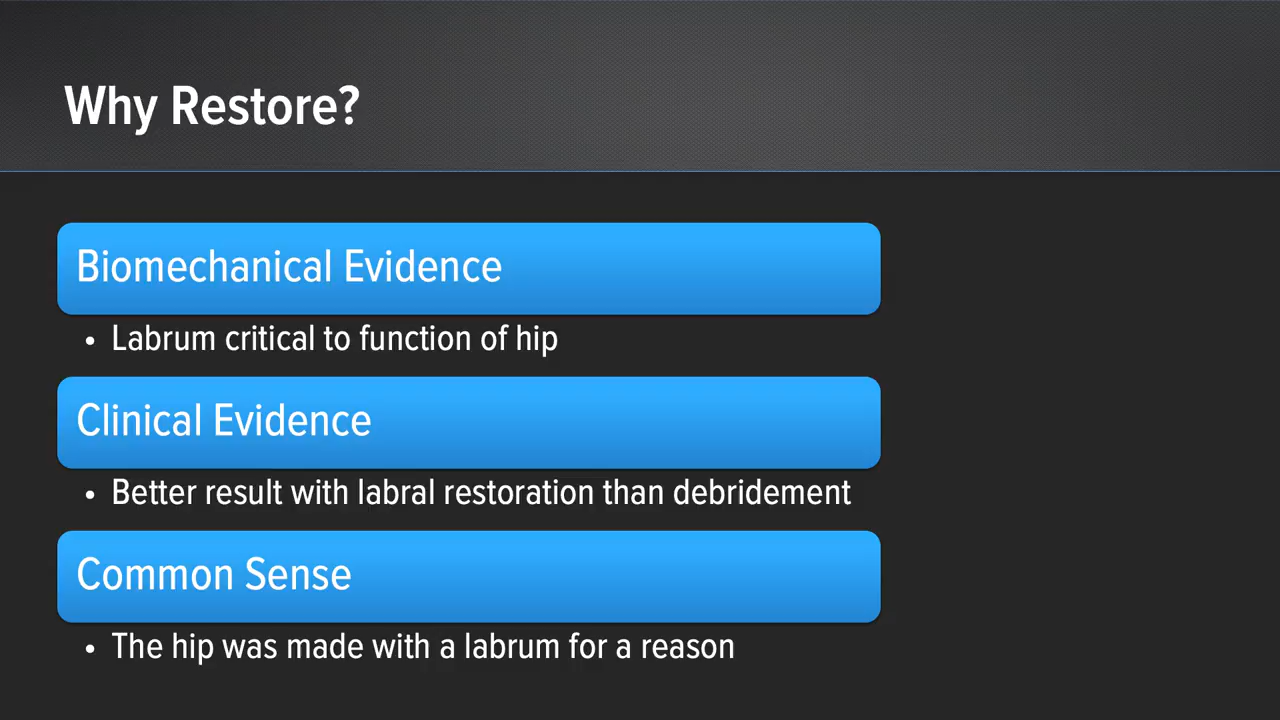 Why Restore?
Biomechanical Evidence
• Labrum critical to function of hip
Clinical Evidence
• Better result with labral restoration than debridement
Common Sense
• The hip was made with a labrum for a reason